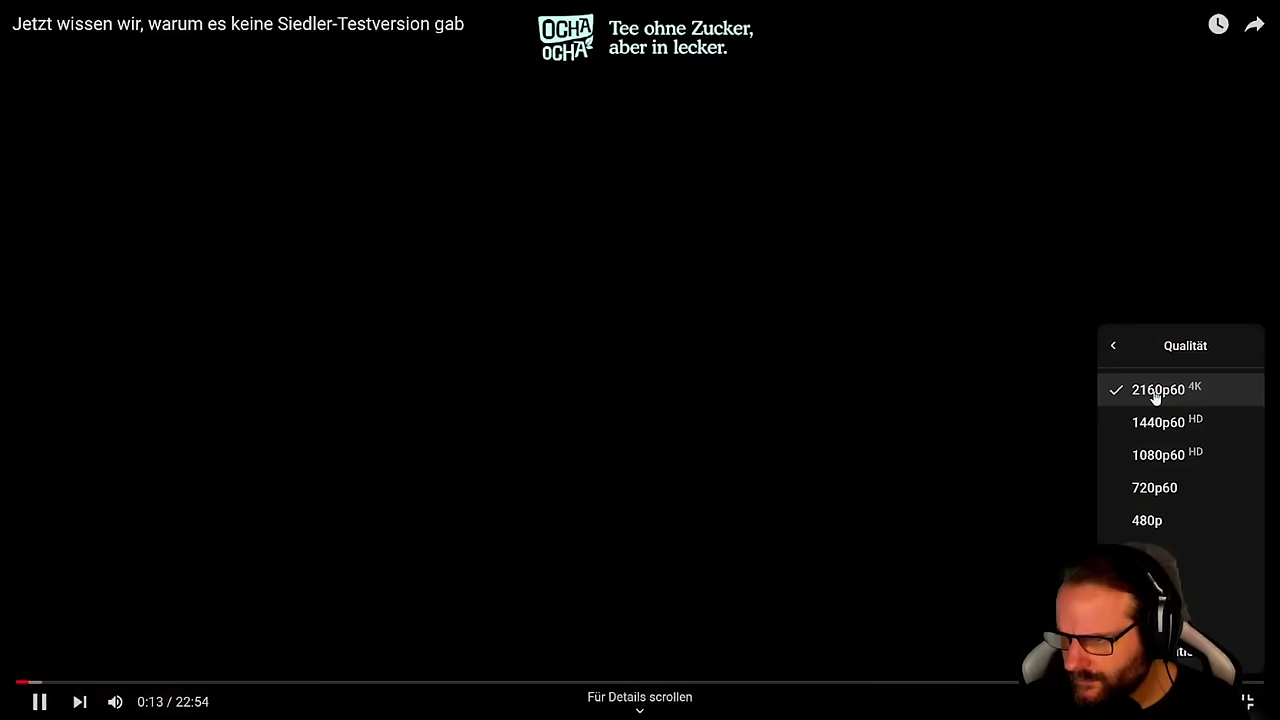 Jetzt wissen wir, warum es keine Siedler-Testversion gab
OCHA
OCHA
Tee ohne Zucker,
aber in lecker.
Qualität
2160p60 4K
1440p60 HD
1080p60 HD
720p60
480p
0:13 / 22:54
Für Details scrollen